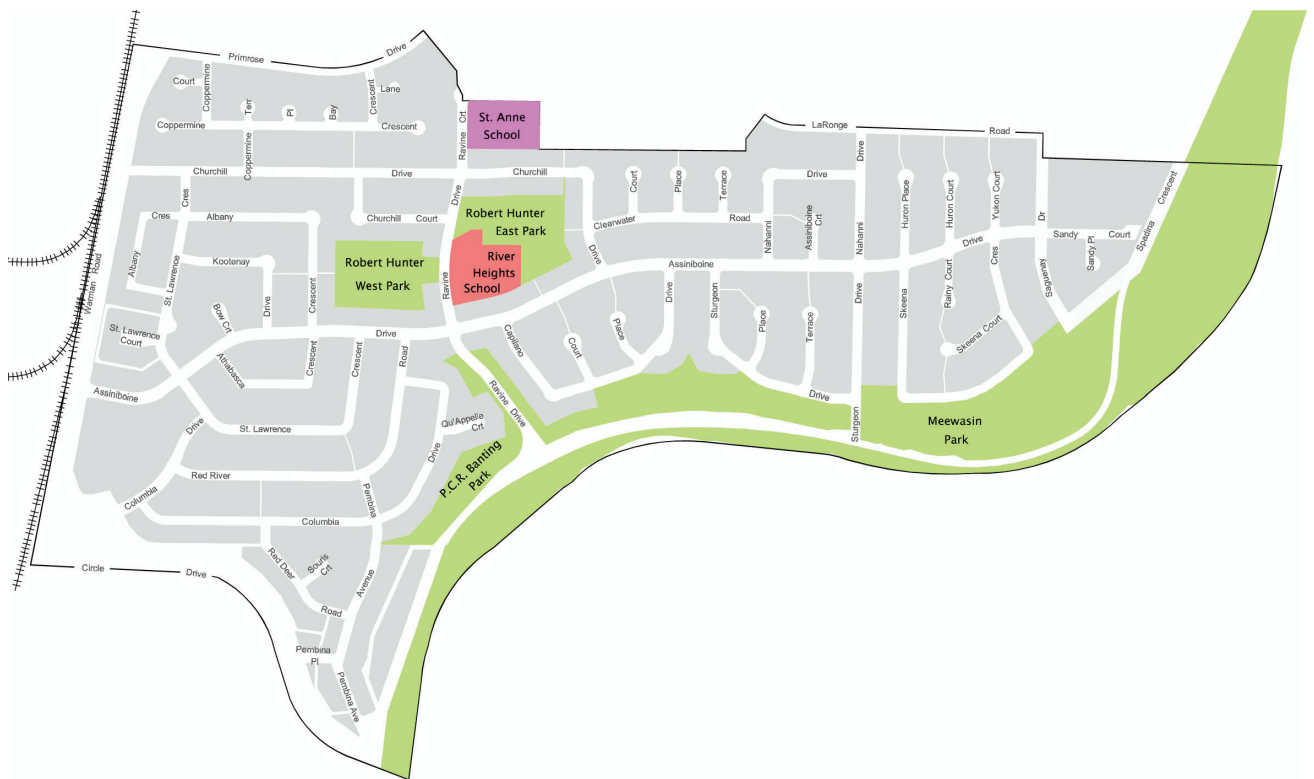 Primrose
Drive
Court
Coppermine
Terr
Pl
Bay
Crescent
Lane
Coppermine
Crescent
Coppermine
Ravine
Crt
St. Anne
School
LaRonge
Road
Churchill
Drive
Churchill
Drive
Drive
Drive
Cres
Cres
Albany
Churchill
Court
Robert Hunter
East Park
Court
Place
Terrace
Clearwater
Road
Nahanni
Nahanni
Assiniboine
Crt
Huron Place
Huron Court
Yukon Court
Drive
Dr
Sandy
Court
Sandy Pl
Saguenay
Spadina
Crescent
Albany
St. Lawrence
Kootenay
Drive
Crescent
Robert Hunter
West Park
Ravine
River
Heights
School
Drive
Assiniboine
Warman Road
St. Lawrence
Court
Bow Crt
Athabasca
Crescent
Crescent
Drive
Road
Capilano
Court
Place
Drive
Sturgeon
Place
Terrace
Drive
Skeena
Rainy Court
Cres
Skeena Court
Assiniboine
Drive
St. Lawrence
Qu'Appelle
Crt
Drive
Ravine
Drive
Drive
Sturgeon
Meewasin
Park
P.C.R. Banting
Park
Red River
Columbia
Columbia
Pembina
Red Deer
Souris
Crt
Avenue
Road
Circle
Drive
Pembina
Pl
Pembina Ave